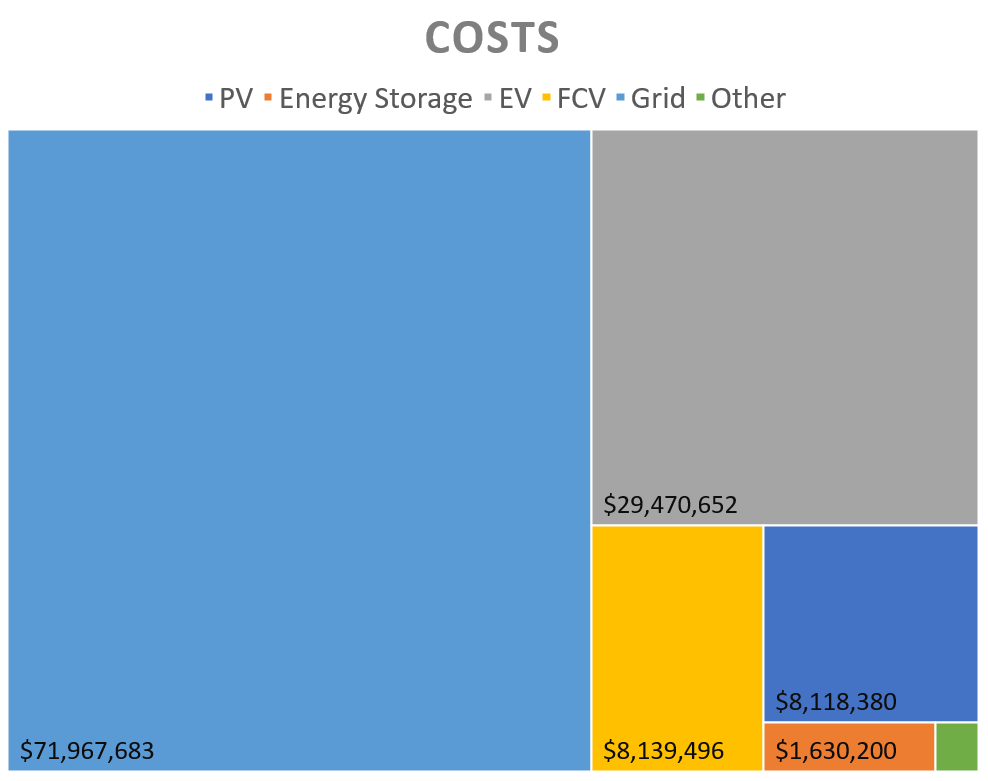 COSTS
PV Energy Storage EV FCV Grid Other
$29,470,652
$8,118,380
$71,967,683 $8,139,496 $1,630,200